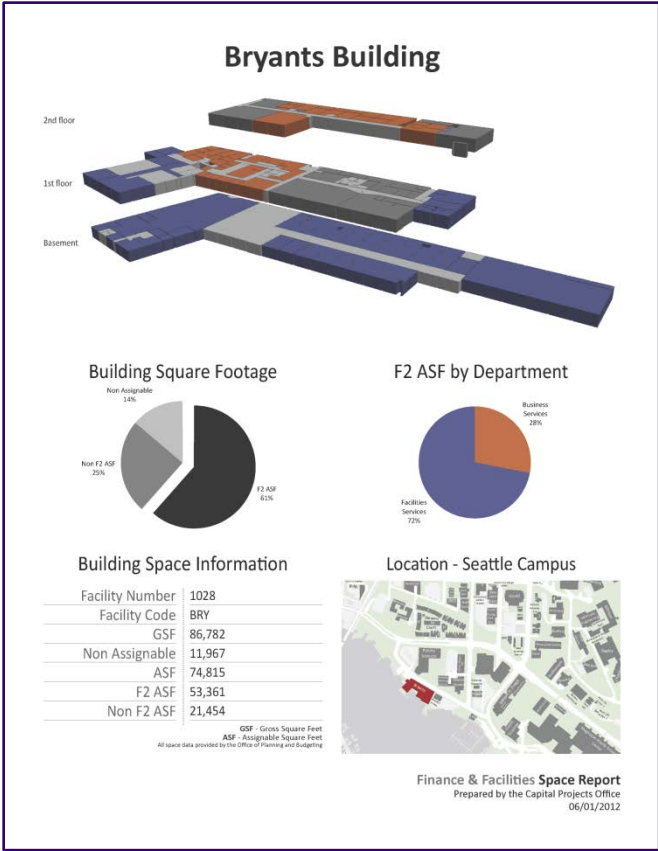 Bryants Building
2nd floor
1st floor
Basement
Building Square Footage
Non Assignable
14%
Non F2 ASF
25%
F2 ASF
61%
F2 ASF by Department
Business
Services
28%
Facilities
Services
72%
Building Space Information
Facility Number 1028
Facility Code BRY
GSF 86,782
Non Assignable 11,967
ASF 74,815
F2 ASF 53,361
Non F2 ASF 21,454
GSF - Gross Square Feet
ASF - Assignable Square Feet
All space data provided by the Office of Planning and Budgeting
Location - Seattle Campus
Finance & Facilities Space Report
Prepared by the Capital Projects Office
06/01/2012